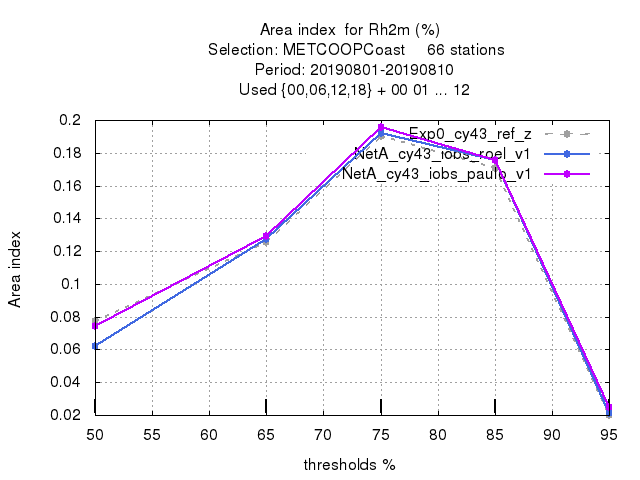 Area index for Rh2m (%)
Selection: METCOOPCoast 66 stations
Period: 20190801-20190810
Used {00,06,12,18} + 00 01 ... 12
Exp0_cy43_ref_z
NetA_cy43_iobs_roel_v1
NetA_cy43_iobs_paulo_v1
Area index
0.2
0.18
0.16
0.14
0.12
0.1
0.08
0.06
0.04
0.02
50 55 60 65 70 75 80 85 90 95
thresholds %